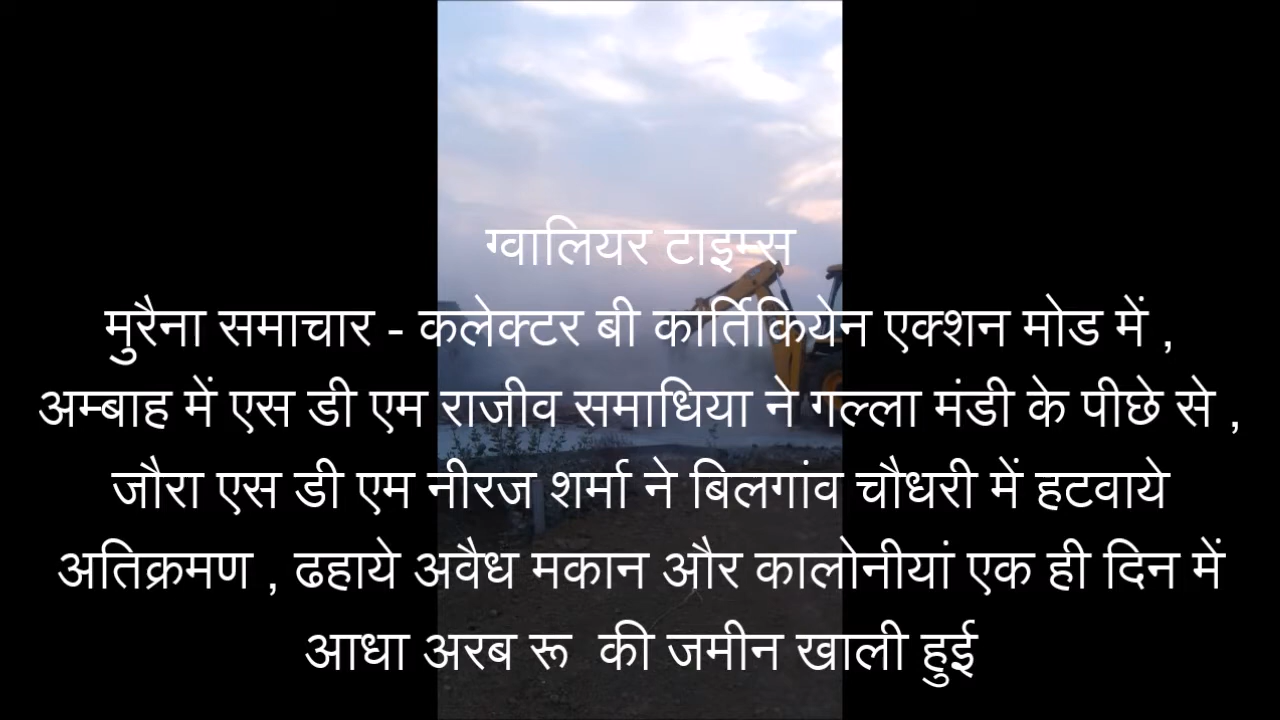 ग्वालियर टाइम्स
मुरैना समाचार - कलेक्टर बी कार्तिकियेन एक्शन मोड में ,
अम्बाह में एस डी एम राजीव समाधिया ने गल्ला मंडी के पीछे से ,
जौरा एस डी एम नीरज शर्मा ने बिलगांव चौधरी में हटवाये
अतिक्रमण , ढहाये अवैध मकान और कालोनीयां एक ही दिन में
आधा अरब रू की जमीन खाली हुई